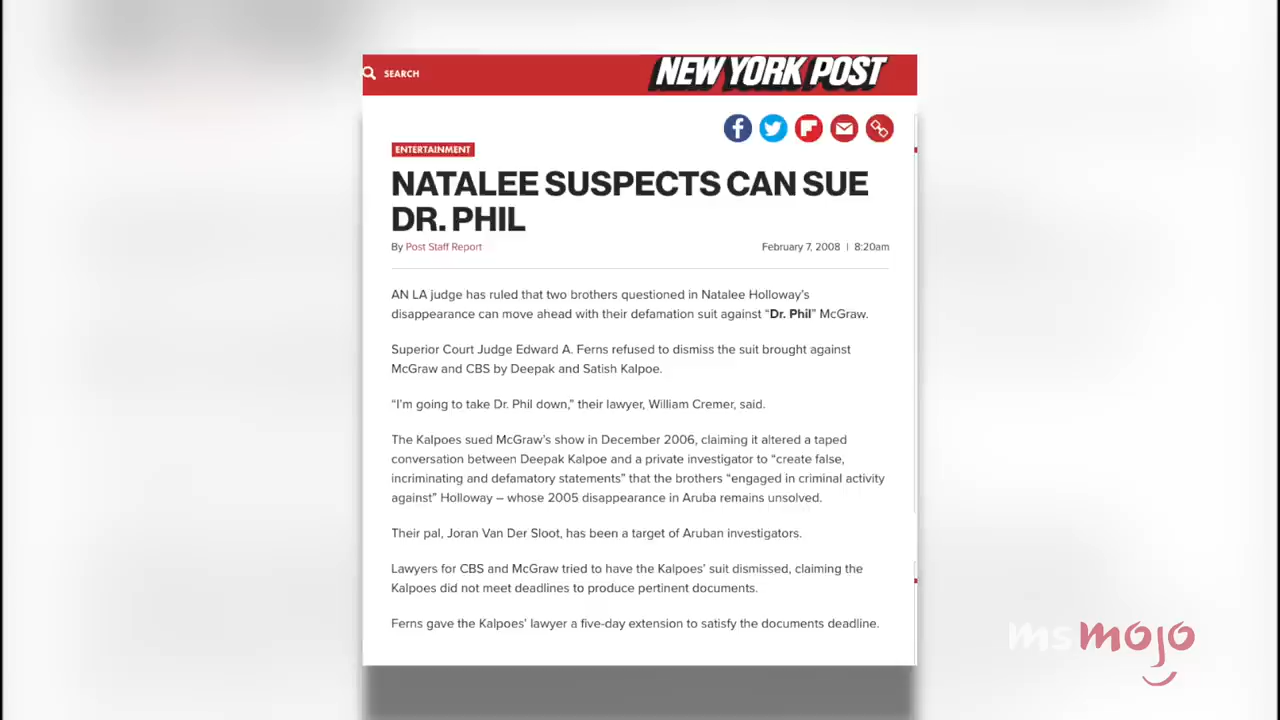 SEARCH
NEW YORK POST
ENTERTAINMENT
NATALEE SUSPECTS CAN SUE
DR. PHIL
By Post Staff Report
February 7, 2008 | 8:20am
AN LA judge has ruled that two brothers questioned in Natalee Holloway's
disappearance can move ahead with their defamation suit against “Dr. Phil” McGraw.
Superior Court Judge Edward A. Ferns refused to dismiss the suit brought against
McGraw and CBS by Deepak and Satish Kalpoe.
“I'm going to take Dr. Phil down,” their lawyer, William Cremer, said.
The Kalpoes sued McGraw's show in December 2006, claiming it altered a taped
conversation between Deepak Kalpoe and a private investigator to “create false,
incriminating and defamatory statements” that the brothers “engaged in criminal activity
against” Holloway – whose 2005 disappearance in Aruba remains unsolved.
Their pal, Joran Van Der Sloot, has been a target of Aruban investigators.
Lawyers for CBS and McGraw tried to have the Kalpoes' suit dismissed, claiming the
Kalpoes did not meet deadlines to produce pertinent documents.
Ferns gave the Kalpoes' lawyer a five-day extension to satisfy the documents deadline.
msmojo